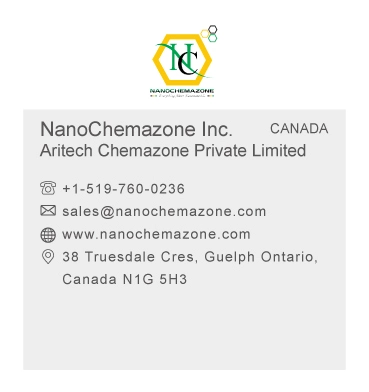 NC
NANOCHEMAZONE
NanoChemazone Inc. CANADA
Aritech Chemazone Private Limited
+1-519-760-0236
sales@nanochemazone.com
www.nanochemazone.com
38 Truesdale Cres, Guelph Ontario,
Canada N1G 5H3